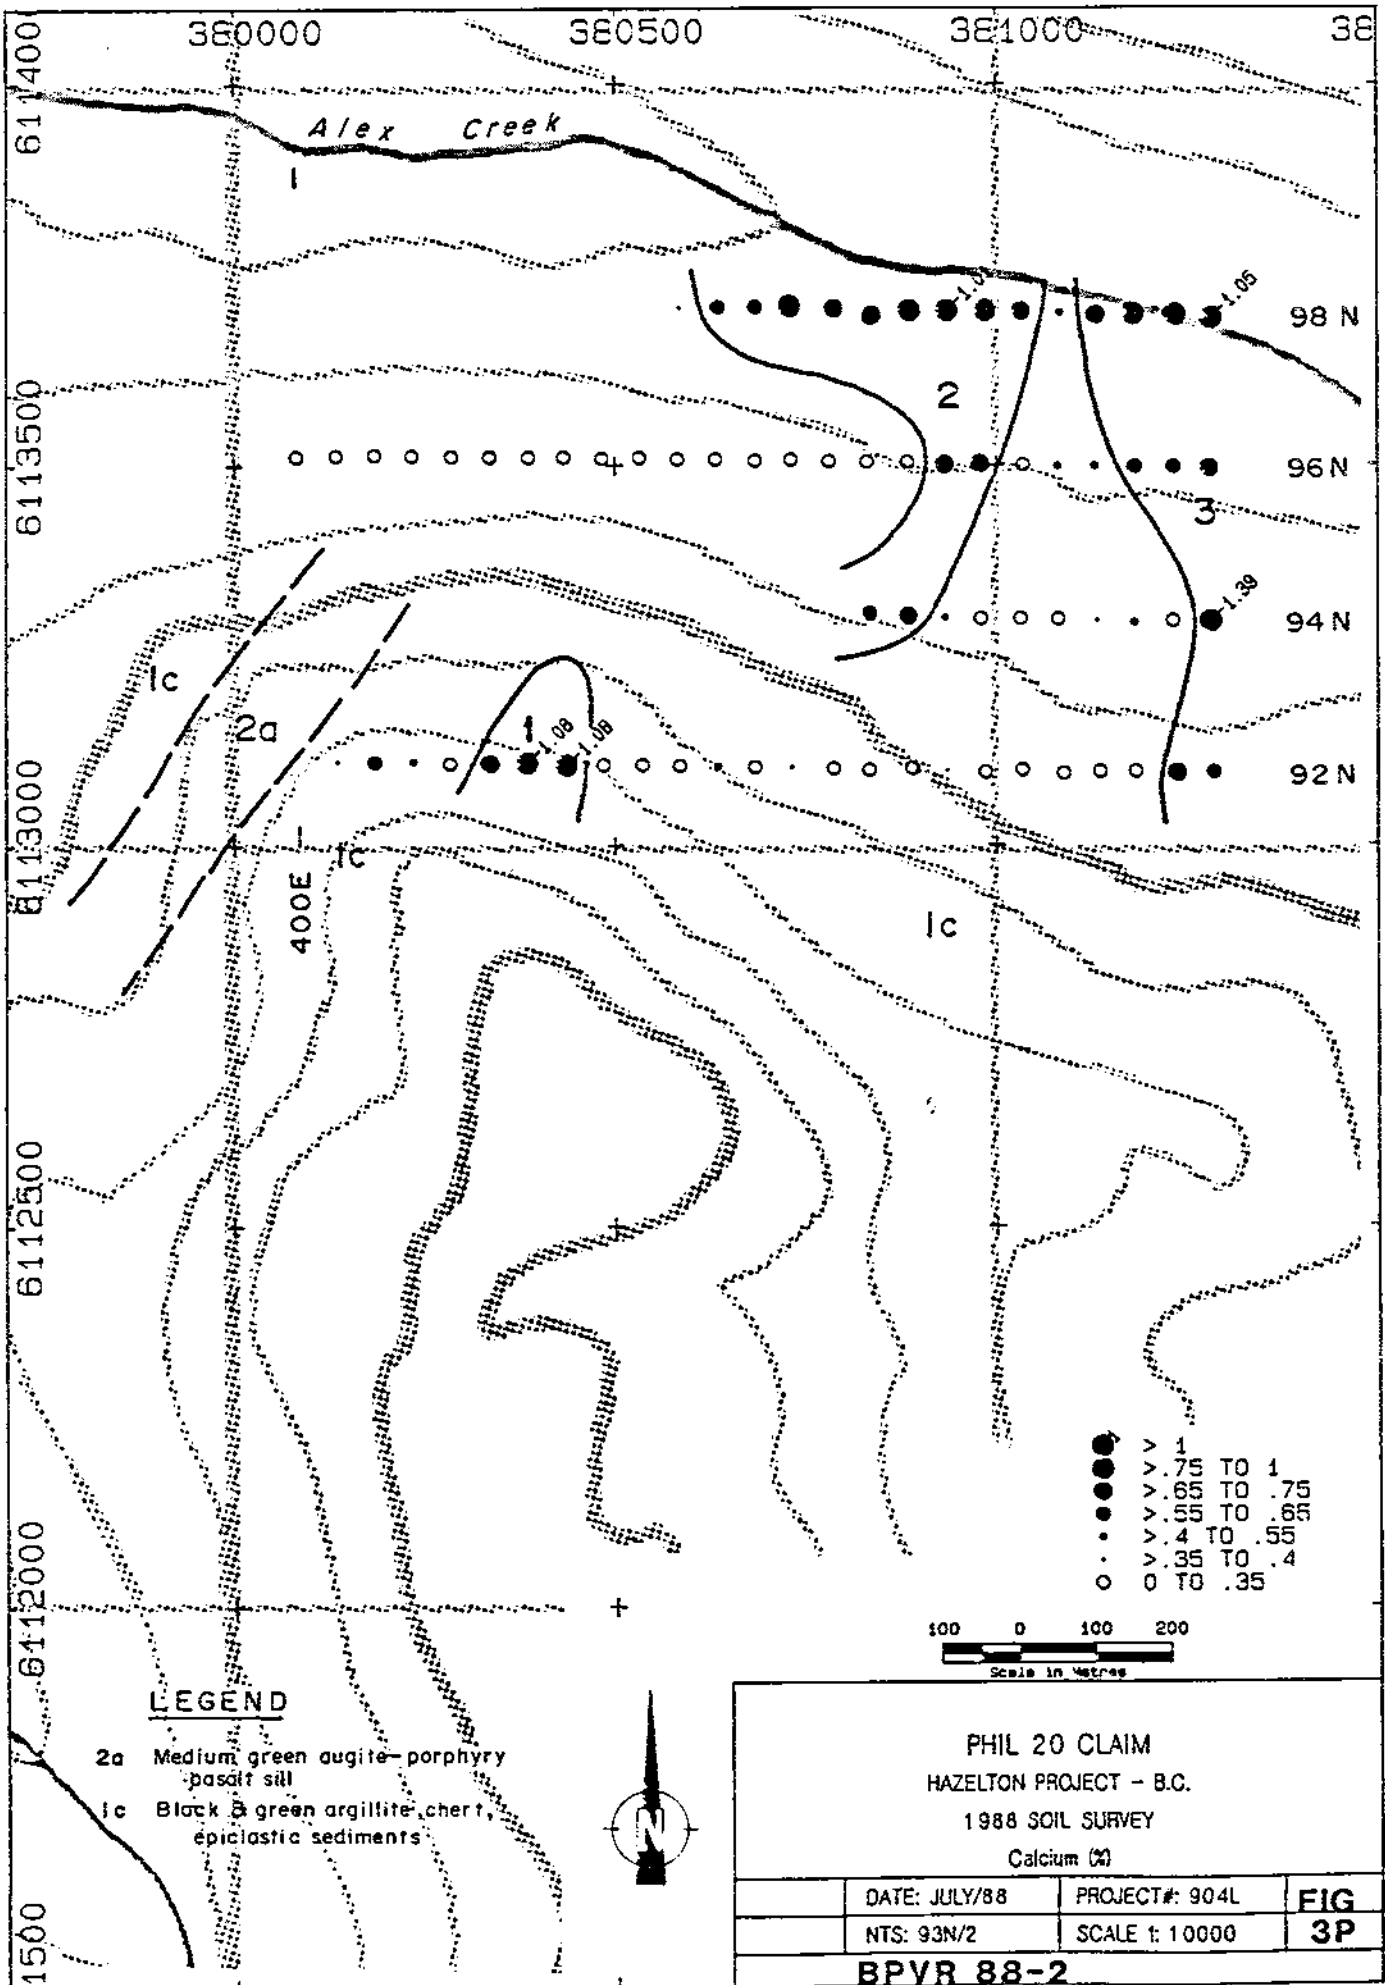 380000 380500 381000 38
611400
Alex Creek
1
-1.05
98 N
2
6113500
96 N
3
-1.39
94 N
1c
2a
1
-1.08 -1.08
92 N
6113000
1c
400E
1c
6112500
> 1
>.75 TO 1
>.65 TO .75
>.55 TO .65
>.4 TO .55
>.35 TO .4
0 TO .35
6112000
100 0 100 200
Scale in Metres
LEGEND
2a Medium green augite-porphyry
basalt sill
1c Black & green argillite, chert,
epiclastic sediments
N
PHIL 20 CLAIM
HAZELTON PROJECT - B.C.
1988 SOIL SURVEY
Calcium (%)
DATE: JULY/88 PROJECT#: 904L FIG
NTS: 93N/2 SCALE 1: 10000 3P
BPVR 88-2
1500